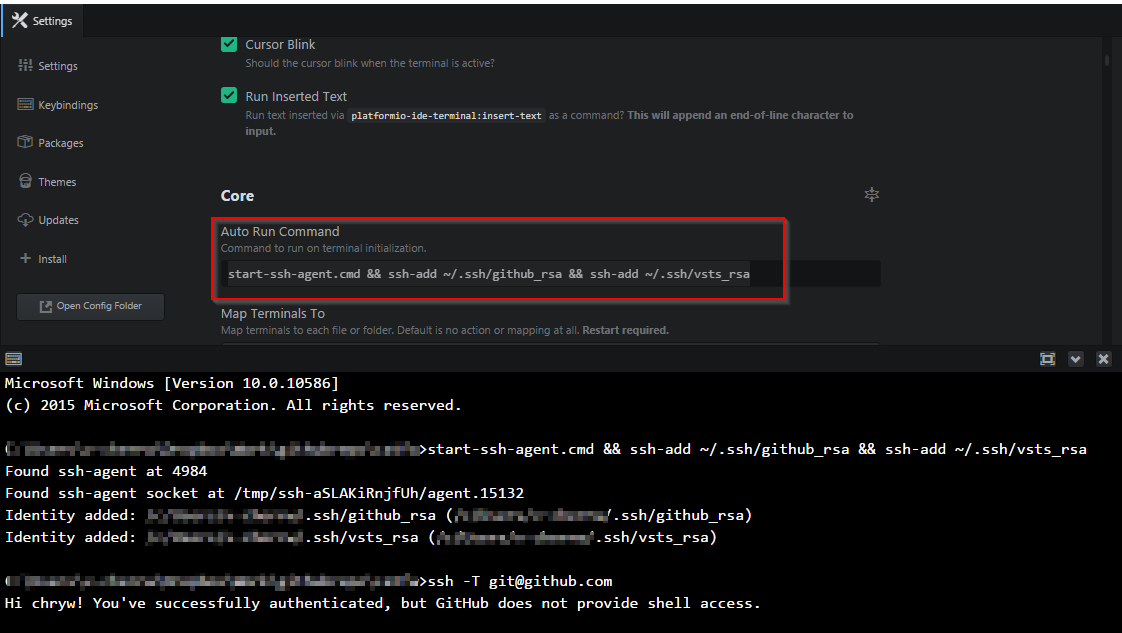 Settings
Settings
Keybindings
Packages
Themes
Updates
Install
Open Config Folder
Cursor Blink
Should the cursor blink when the terminal is active?
Run Inserted Text
Run text inserted via platformio-ide-terminal:insert-text as a command? This will append an end-of-line character to
input.
Core
Auto Run Command
Command to run on terminal initialization.
start-ssh-agent.cmd && ssh-add ~/.ssh/github_rsa && ssh-add ~/.ssh/vsts_rsa
Map Terminals To
Map terminals to each file or folder. Default is no action or mapping at all. Restart required.
Microsoft Windows [Version 10.0.10586]
(c) 2015 Microsoft Corporation. All rights reserved.
>start-ssh-agent.cmd && ssh-add ~/.ssh/github_rsa && ssh-add ~/.ssh/vsts_rsa
Found ssh-agent at 4984
Found ssh-agent socket at /tmp/ssh-aSLAKiRnjfUh/agent.15132
Identity added: .ssh/github_rsa (/.ssh/github_rsa)
Identity added: .ssh/vsts_rsa (/.ssh/vsts_rsa)
>ssh -T git@github.com
Hi chryw! You've successfully authenticated, but GitHub does not provide shell access.